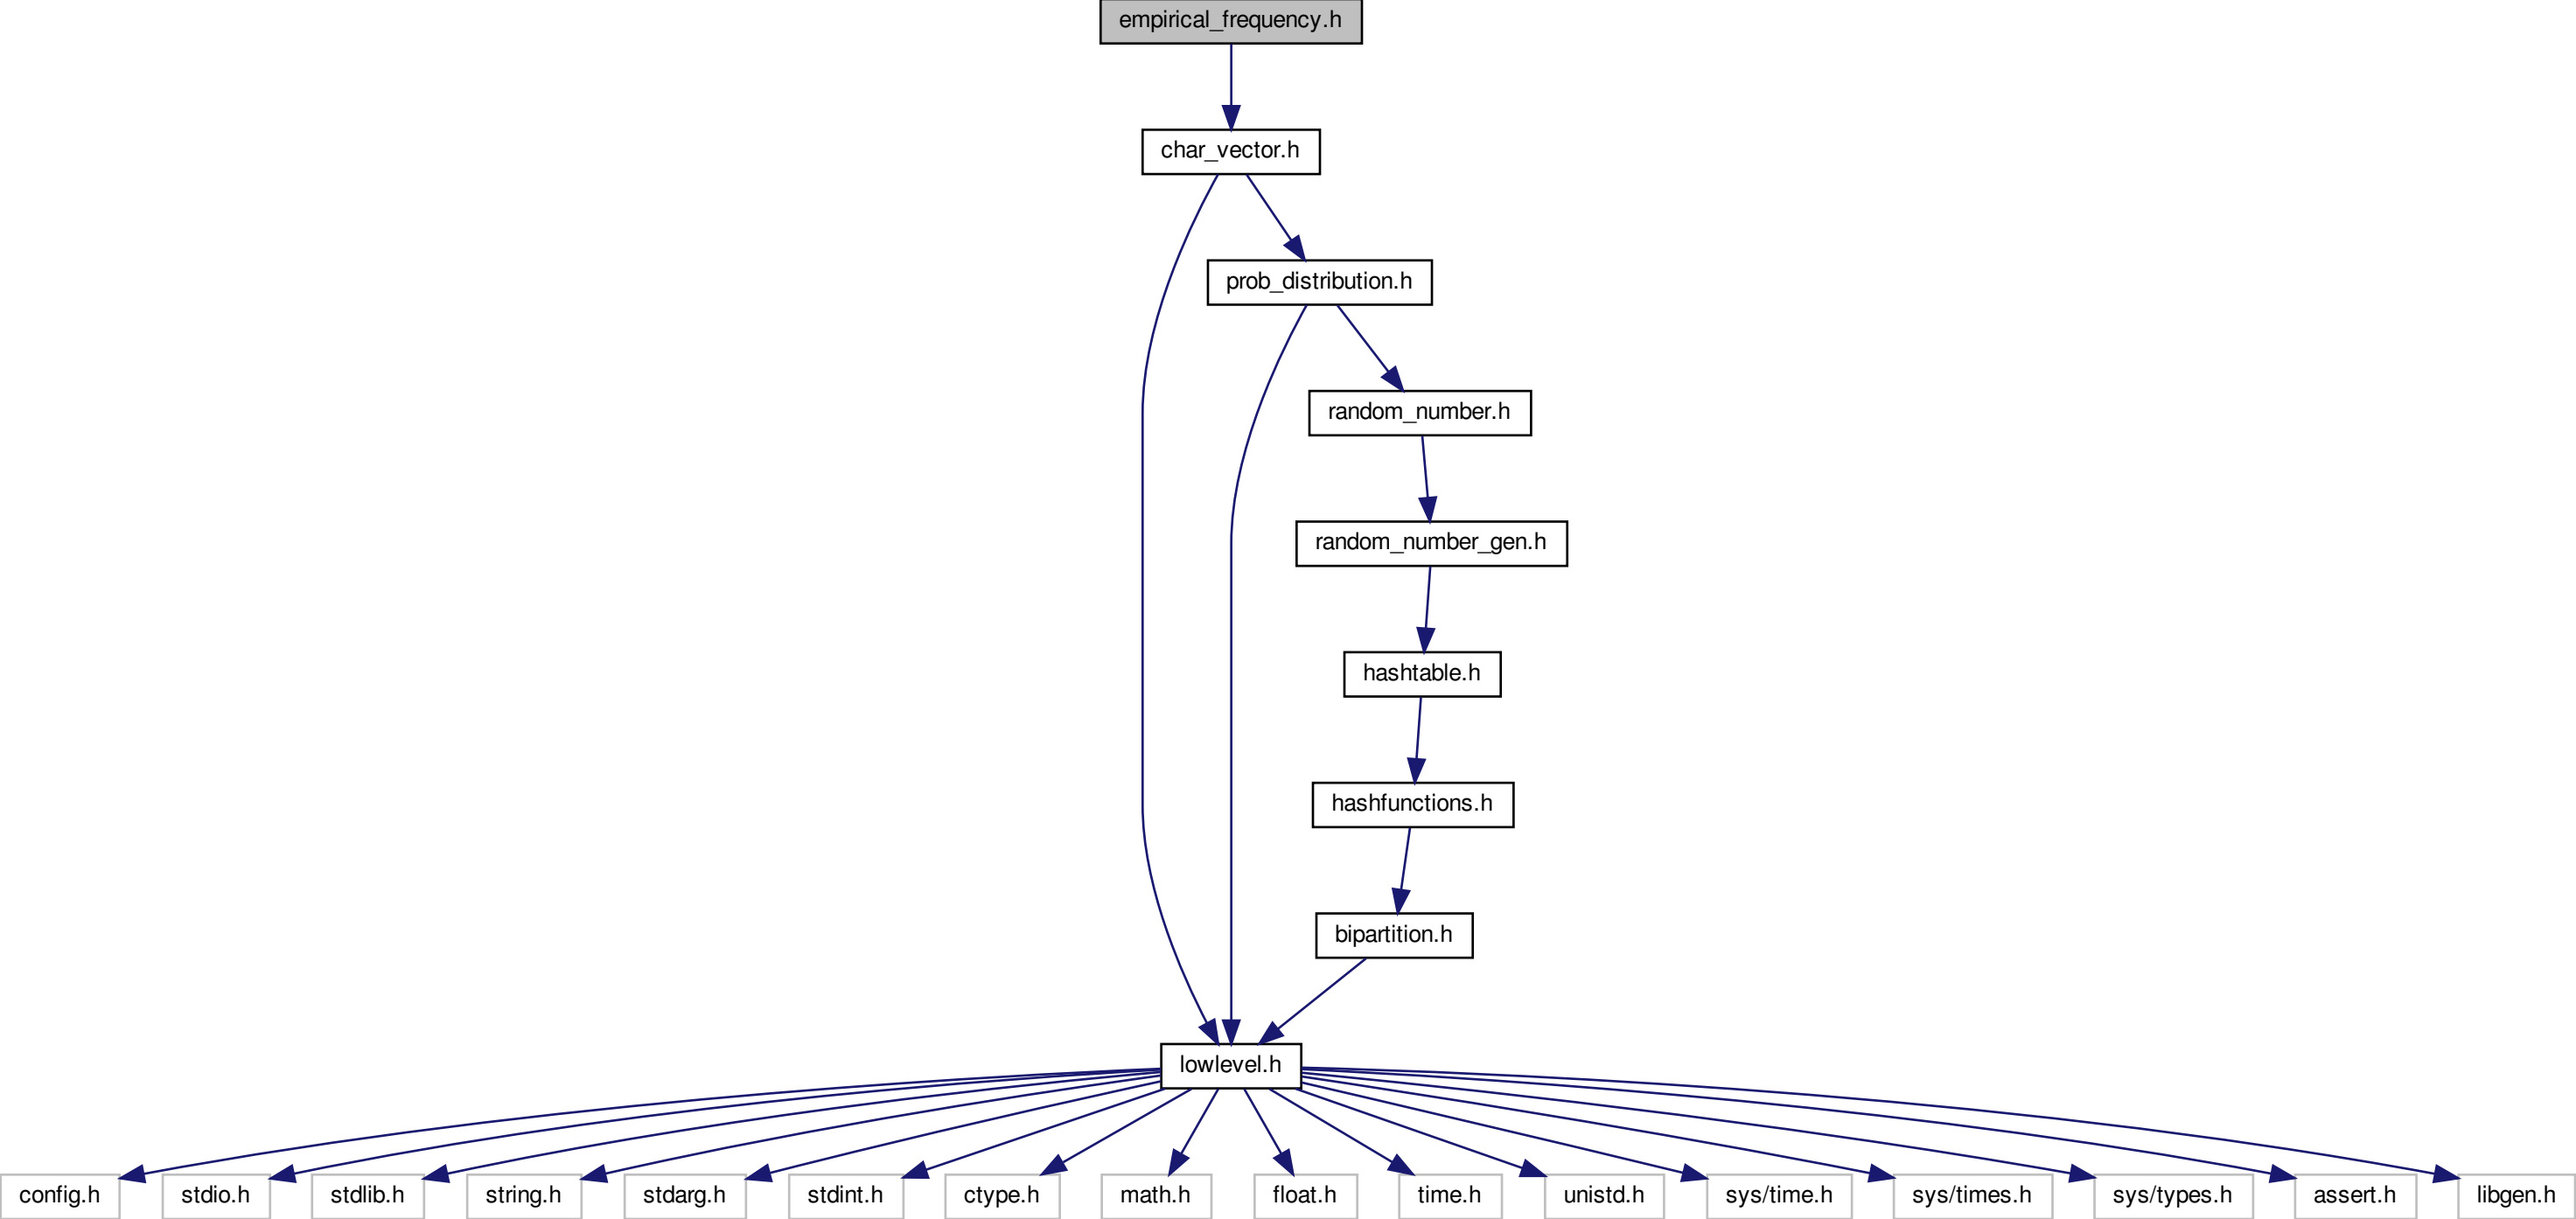 empirical_frequency.h
char_vector.h
prob_distribution.h
random_number.h
random_number_gen.h
hashtable.h
hashfunctions.h
bipartition.h
lowlevel.h
config.h
stdio.h
stdlib.h
string.h
stdarg.h
stdint.h
ctype.h
math.h
float.h
time.h
unistd.h
sys/time.h
sys/times.h
sys/types.h
assert.h
libgen.h